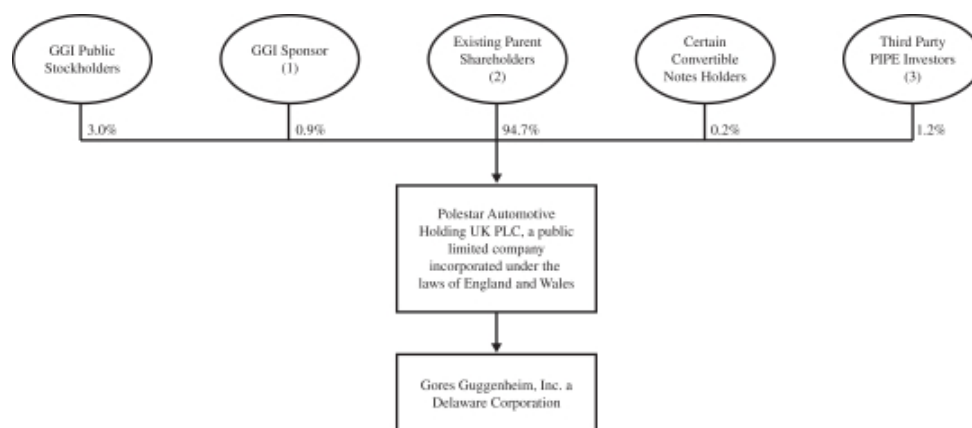 GGI Public
Stockholders
GGI Sponsor
(1)
Existing Parent
Shareholders
(2)
Certain
Convertible
Notes Holders
Third Party
PIPE Investors
(3)
3.0%
0.9%
94.7%
0.2%
1.2%
Polestar Automotive
Holding UK PLC, a public
limited company
incorporated under the
laws of England and Wales
Gores Guggenheim, Inc. a
Delaware Corporation